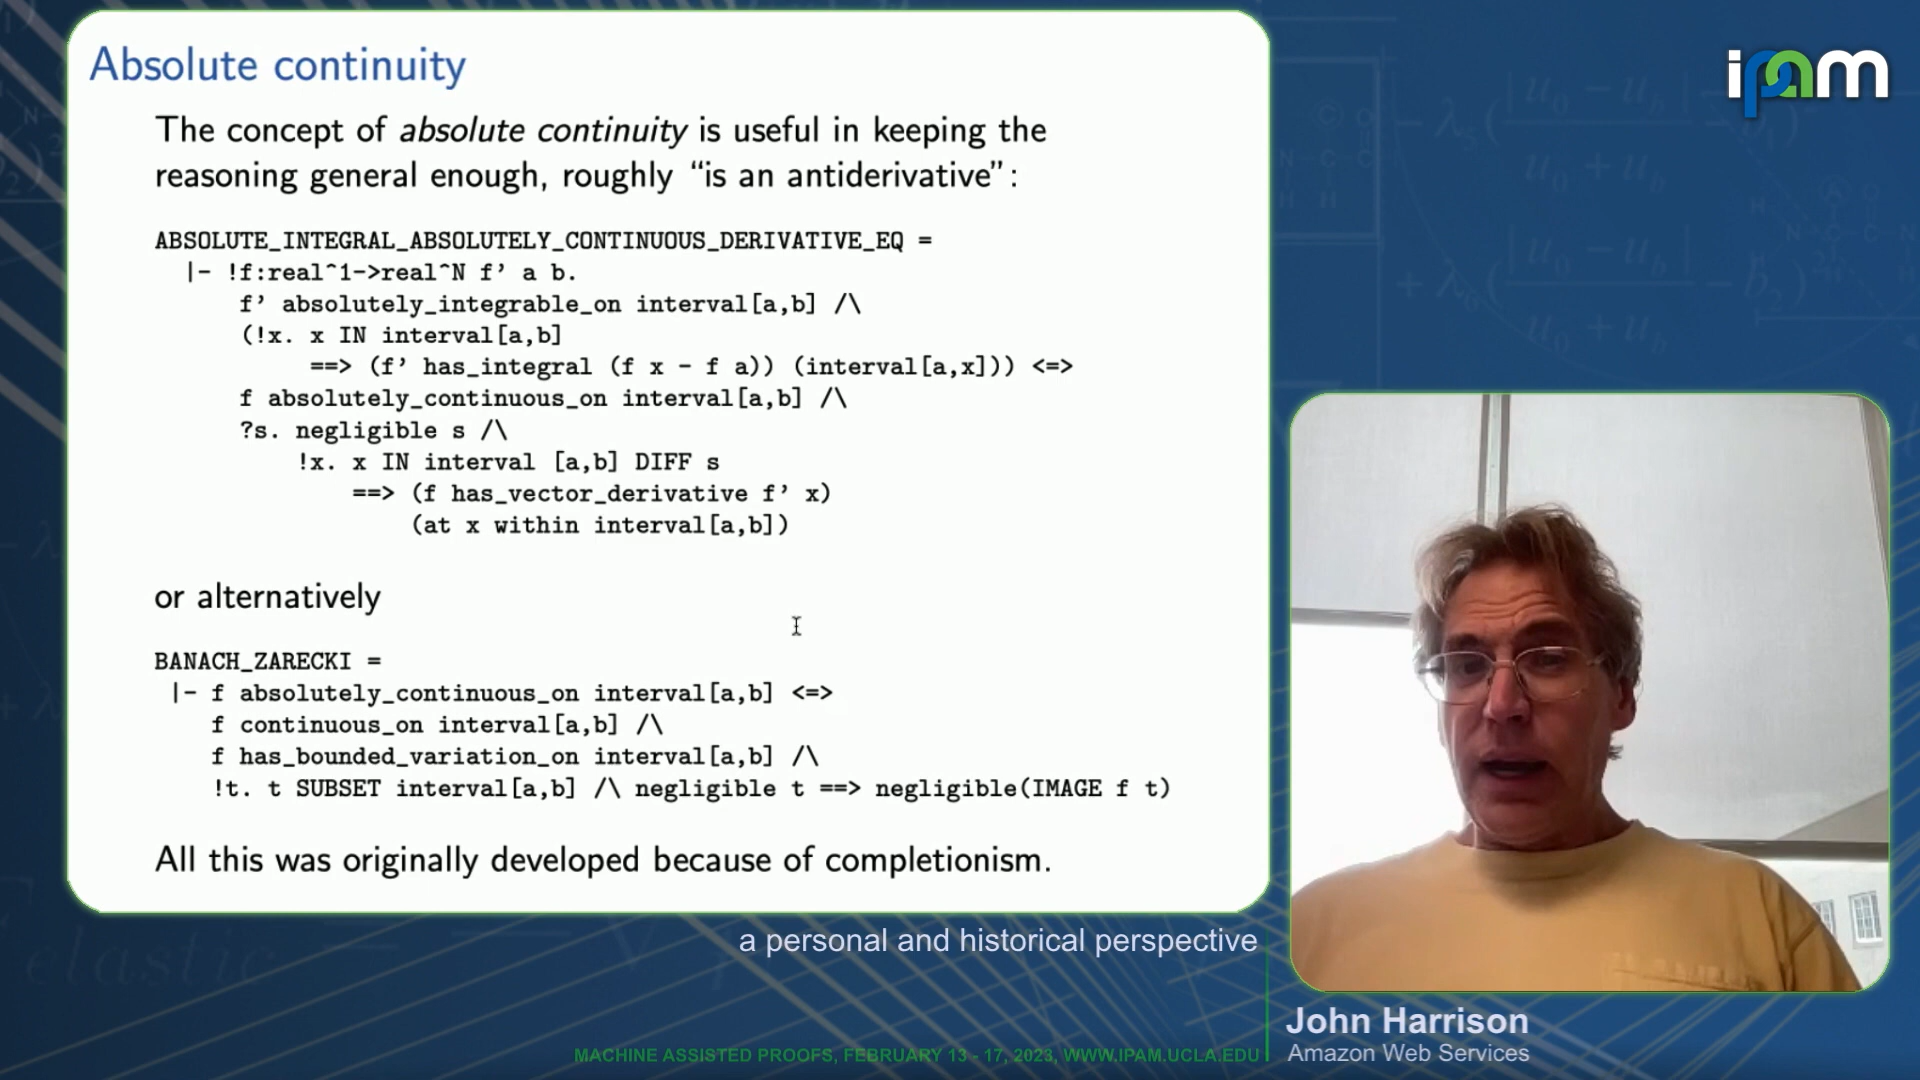 Absolute continuity
The concept of absolute continuity is useful in keeping the
reasoning general enough, roughly “is an antiderivative”:
ABSOLUTE_INTEGRAL_ABSOLUTELY_CONTINUOUS_DERIVATIVE_EQ =
|- !f:real^1->real^N f’ a b.
f’ absolutely_integrable_on interval[a,b] /\
(!x. x IN interval[a,b]
==> (f’ has_integral (f x - f a)) (interval[a,x])) <=>
f absolutely_continuous_on interval[a,b] /\
?s. negligible s /\
!x. x IN interval [a,b] DIFF s
==> (f has_vector_derivative f’ x)
(at x within interval[a,b])
or alternatively
BANACH_ZARECKI =
|- f absolutely_continuous_on interval[a,b] <=>
f continuous_on interval[a,b] /\
f has_bounded_variation_on interval[a,b] /\
!t. t SUBSET interval[a,b] /\ negligible t ==> negligible(IMAGE f t)
All this was originally developed because of completionism.
ipam
a personal and historical perspective
John Harrison
Amazon Web Services
MACHINE ASSISTED PROOFS, FEBRUARY 13 - 17, 2023, WWW.IPAM.UCLA.EDU
elastic